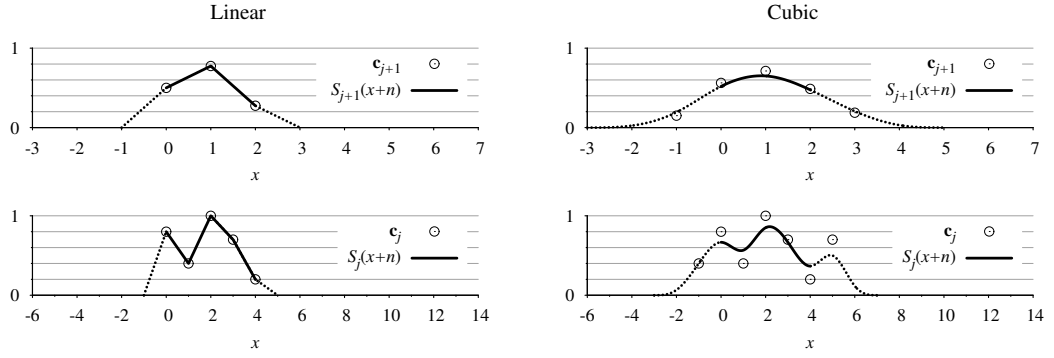 Linear
Cubic
1
0
-3 -2 -1 0 1 2 3 4 5 6 7
x
c_{j+1}
S_{j+1}(x+n)
1
0
-3 -2 -1 0 1 2 3 4 5 6 7
x
c_{j+1}
S_{j+1}(x+n)
1
0
-6 -4 -2 0 2 4 6 8 10 12 14
x
c_j
S_j(x+n)
1
0
-6 -4 -2 0 2 4 6 8 10 12 14
x
c_j
S_j(x+n)